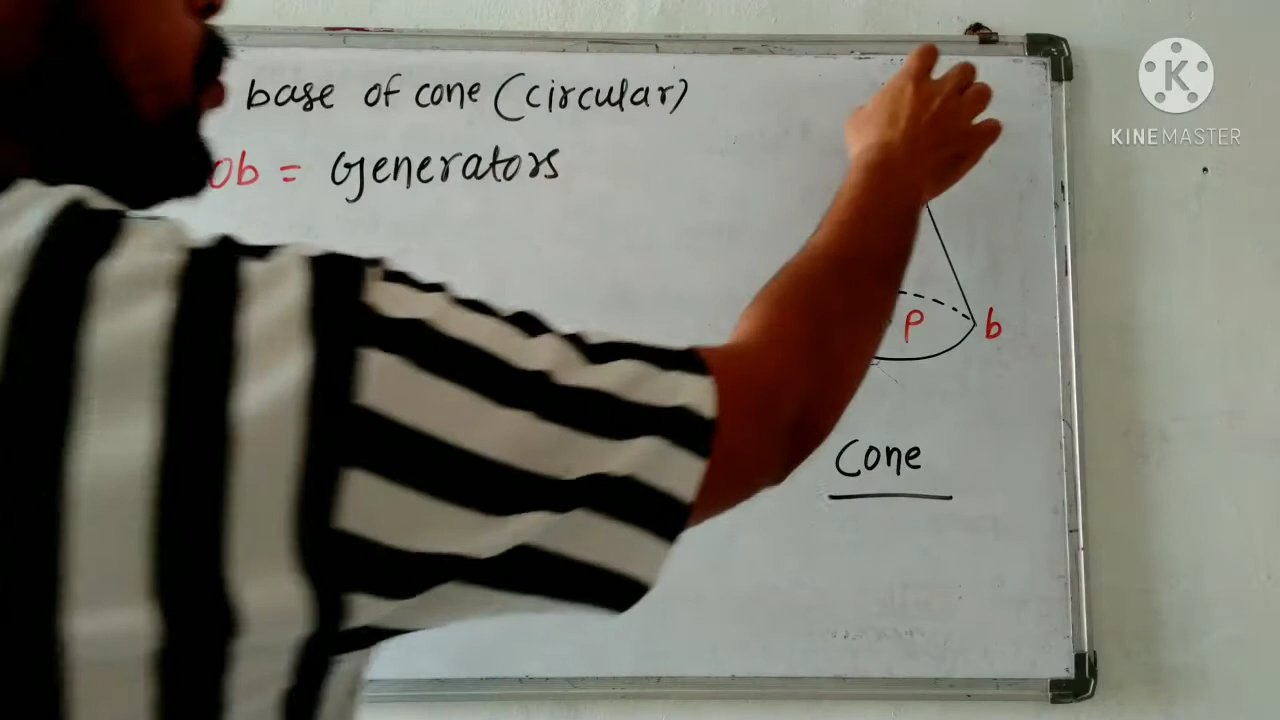 base of cone (circular)
ob = Generators
P
b
Cone
KINEMASTER